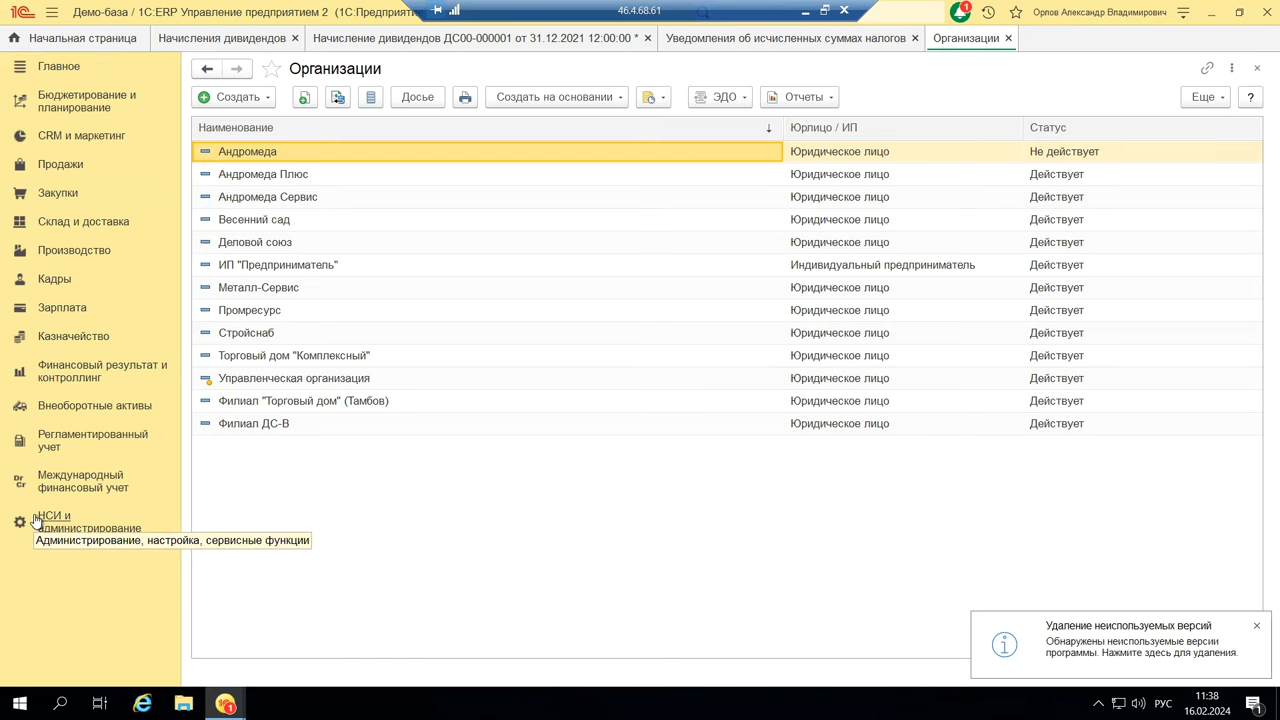 Демо-база / 1С:ERP Управление предприятием 2 (1С:Предприяти
46.4.68.61
1
Орлов Александр Владимирович
Начальная страница
Начисления дивидендов ×
Начисление дивидендов ДС00-000001 от 31.12.2021 12:00:00 * ×
Уведомления об исчисленных суммах налогов ×
Организации ×
Главное
Бюджетирование и
планирование
CRM и маркетинг
Продажи
Закупки
Склад и доставка
Производство
Кадры
Зарплата
Казначейство
Финансовый результат и
контроллинг
Внеоборотные активы
Регламентированный
учет
Dr
Cr
Международный
финансовый учет
НСИ и
администрирование
Администрирование, настройка, сервисные функции
Организации
Создать
Досье
Создать на основании
ЭДО
Отчеты
Еще
?
Наименование ↓ Юрлицо / ИП Статус
Андромеда Юридическое лицо Не действует
Андромеда Плюс Юридическое лицо Действует
Андромеда Сервис Юридическое лицо Действует
Весенний сад Юридическое лицо Действует
Деловой союз Юридическое лицо Действует
ИП "Предприниматель" Индивидуальный предприниматель Действует
Металл-Сервис Юридическое лицо Действует
Промресурс Юридическое лицо Действует
Стройснаб Юридическое лицо Действует
Торговый дом "Комплексный" Юридическое лицо Действует
Управленческая организация Юридическое лицо Действует
Филиал "Торговый дом" (Тамбов) Юридическое лицо Действует
Филиал ДС-В Юридическое лицо Действует
Удаление неиспользуемых версий
Обнаружены неиспользуемые версии
программы. Нажмите здесь для удаления.
1
РУС
11:38
16.02.2024
1